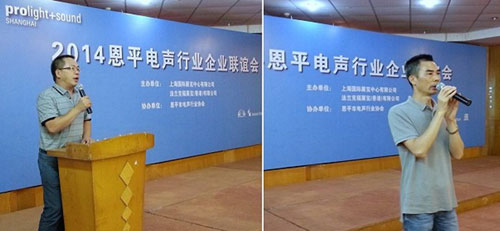 prolight+sound
SHANGHAI
2014恩平电声行业企业联谊会
主办单位： 上海国际展览中心有限公司
法兰克福展览(香港)有限公司
协办单位： 恩平市电声行业协会
恩平电声行业企业 会
主办单位： 上海国际展览中心有限公司
法兰克福展览(香港)有限公司
协办单位： 恩平市电声行业协会